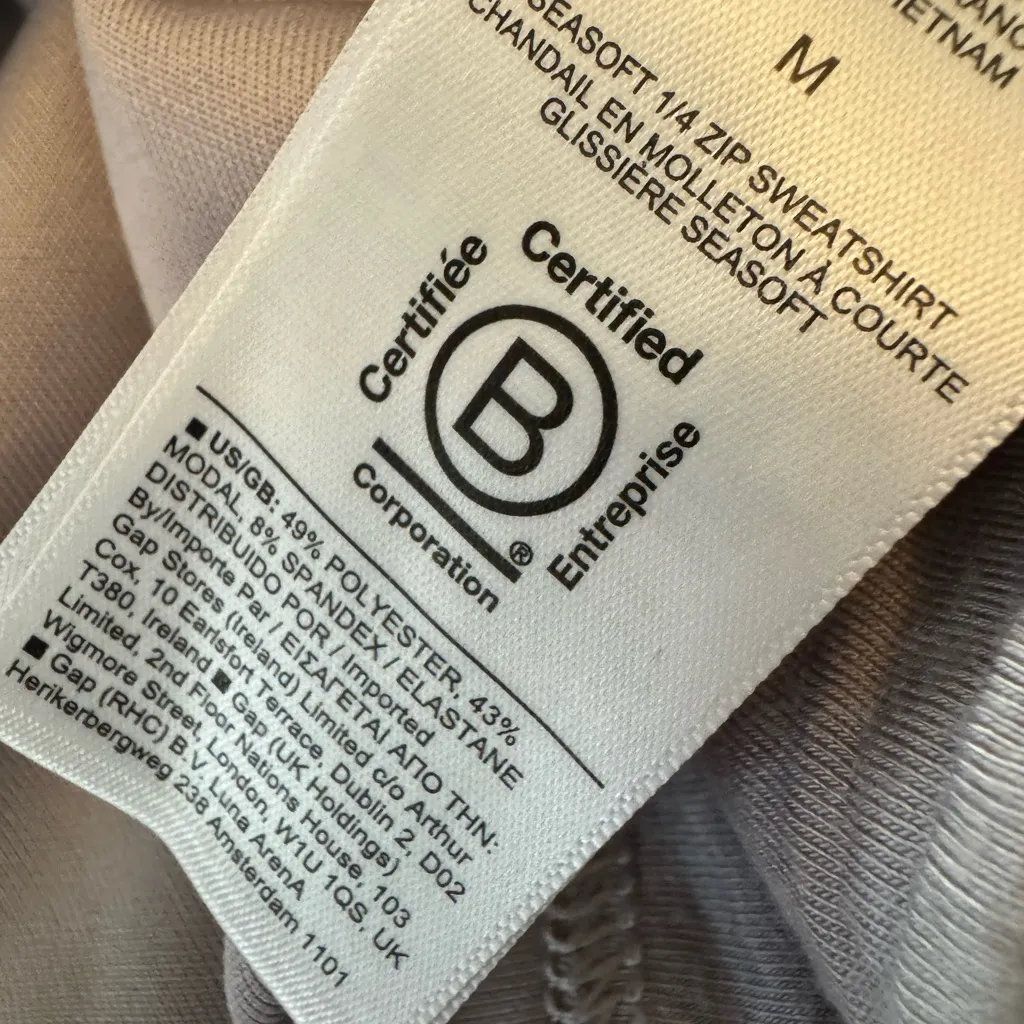 VIETNAM
M
SEASOFT 1/4 ZIP SWEATSHIRT
CHANDAIL EN MOLLETON À COURTE
GLISSIÈRE SEASOFT
Certifiée
Certified
B
®
Corporation
Entreprise
■ US/GB: 49% POLYESTER, 43%
MODAL, 8% SPANDEX / ELASTANE
DISTRIBUIDO POR / Imported
By/Importe Par / ΕΙΣΑΓΕΤΑΙ ΑΠΟ ΤΗΝ:
Gap Stores (Ireland) Limited c/o Arthur
Cox, 10 Earlsfort Terrace, Dublin 2, D02
T380, Ireland ■ Gap (UK Holdings)
Limited, 2nd Floor Nations House, 103
Wigmore Street, London, W1U 1QS, UK
■ Gap (RHC) B.V, Luna ArenA
Herikerbergweg 238 Amsterdam 1101